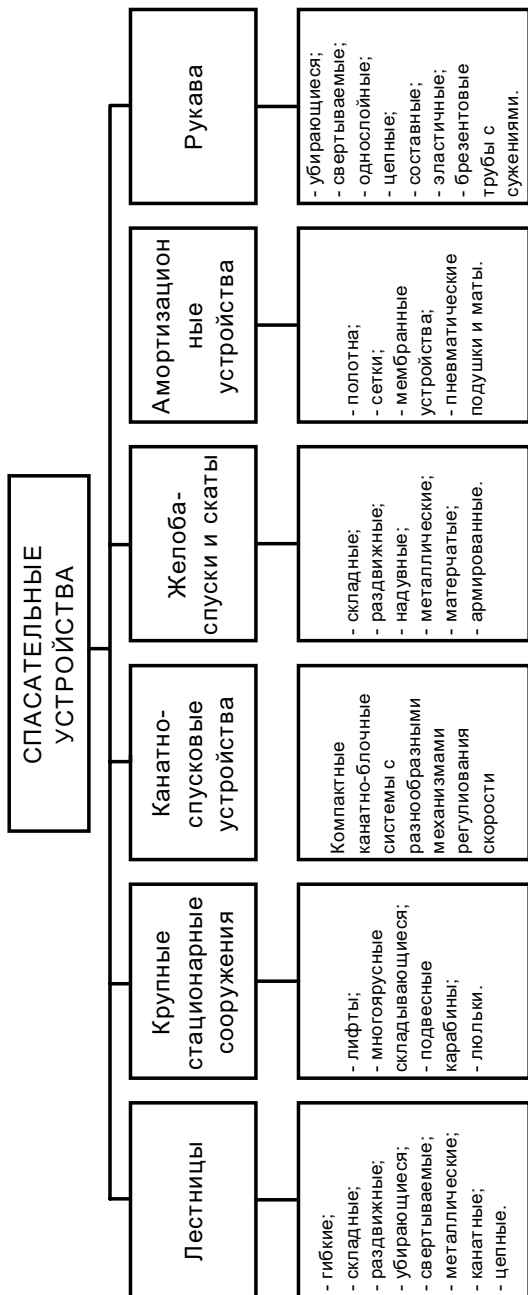 СПАСАТЕЛЬНЫЕ
УСТРОЙСТВА
Лестницы
Крупные
стационарные
сооружения
Канатно-
спусковые
устройства
Желоба-
спуски и скаты
Амортизацион
ные
устройства
Рукава
- гибкие;
- складные;
- раздвижные;
- убирающиеся;
- свертываемые;
- металлические;
- канатные;
- цепные.
- лифты;
- многоярусные
складывающиеся;
- подвесные
карабины;
- люльки.
Компактные
канатно-блочные
системы с
разнообразными
механизмами
регулиования
скорости
- складные;
- раздвижные;
- надувные;
- металлические;
- матерчатые;
- армированные.
- полотна;
- сетки;
- мембранные
устройства;
- пневматические
подушки и маты.
- убирающиеся;
- свертываемые;
- однослойные;
- цепные;
- составные;
- эластичные;
- брезентовые
трубы с
сужениями.